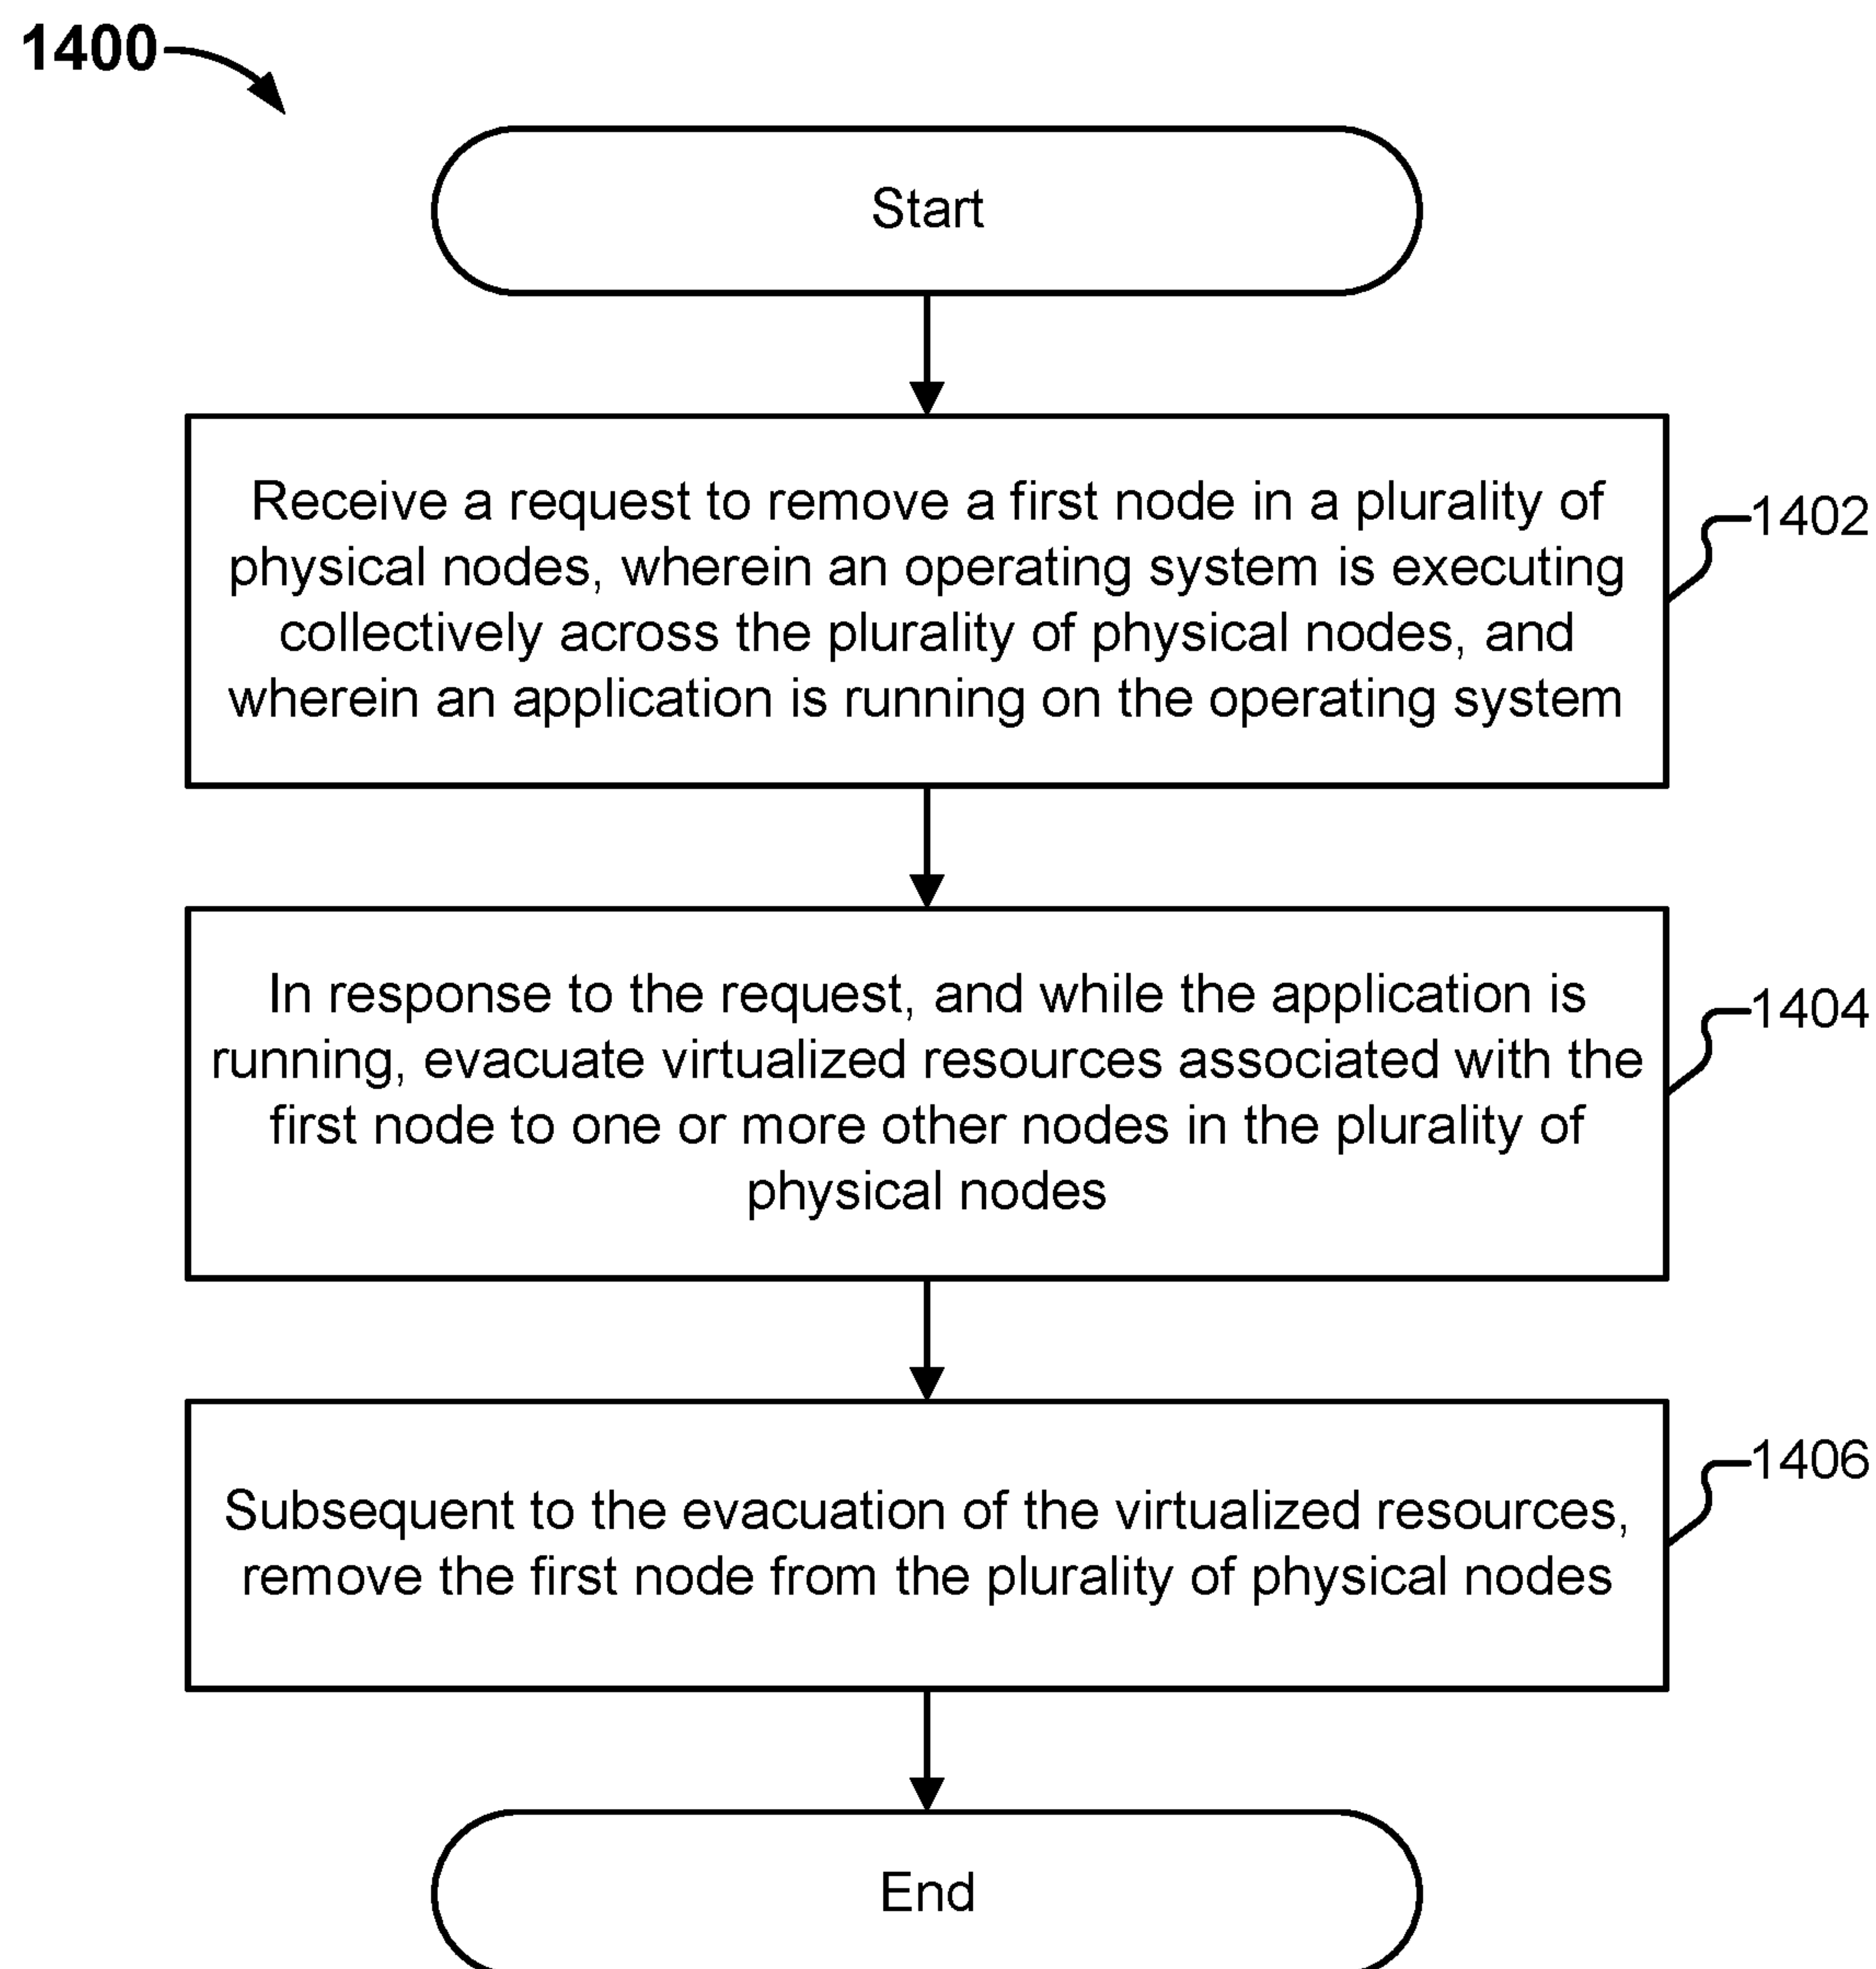 1400
Start
Receive a request to remove a first node in a plurality of
physical nodes, wherein an operating system is executing
collectively across the plurality of physical nodes, and
wherein an application is running on the operating system
1402
In response to the request, and while the application is
running, evacuate virtualized resources associated with the
first node to one or more other nodes in the plurality of
physical nodes
1404
Subsequent to the evacuation of the virtualized resources,
remove the first node from the plurality of physical nodes
1406
End